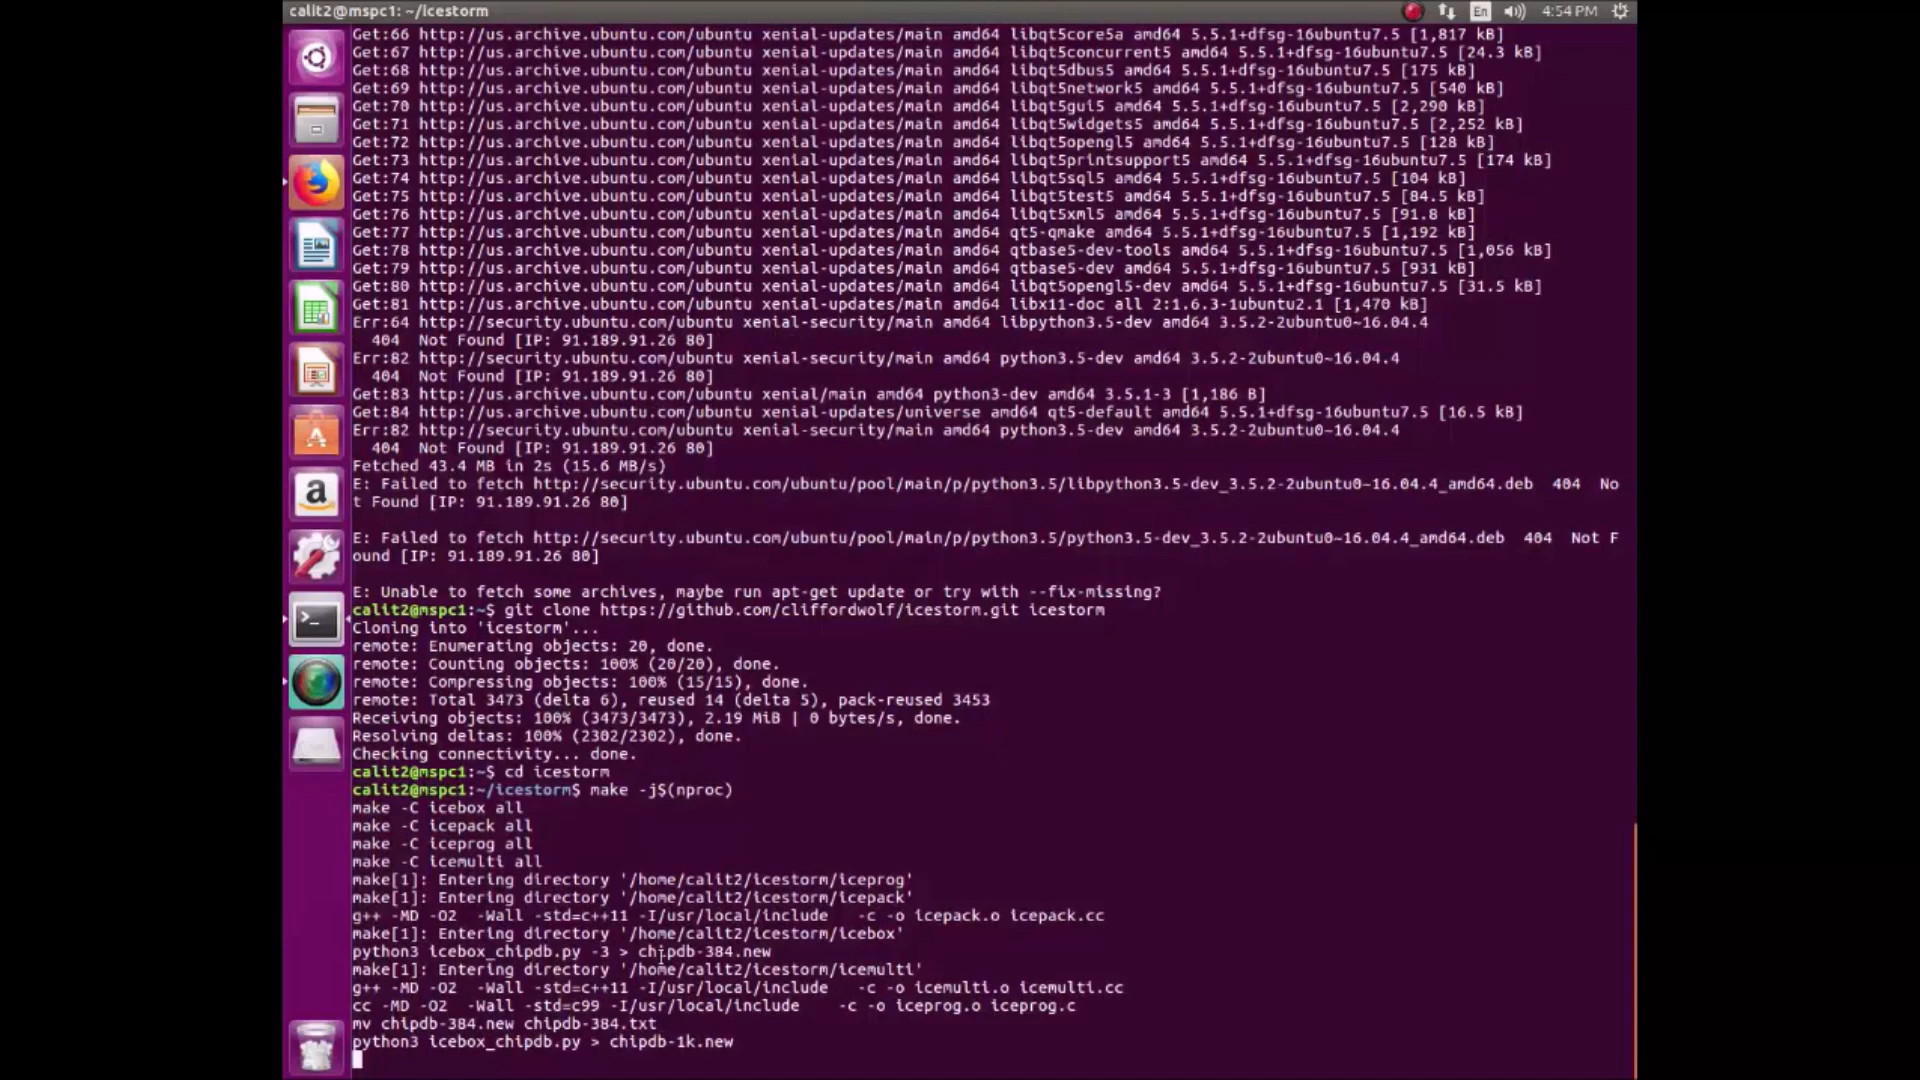 calit2@mspc1: ~/icestorm
En
4:54 PM
Get:66 http://us.archive.ubuntu.com/ubuntu xenial-updates/main amd64 libqt5core5a amd64 5.5.1+dfsg-16ubuntu7.5 [1,817 kB]
Get:67 http://us.archive.ubuntu.com/ubuntu xenial-updates/main amd64 libqt5concurrent5 amd64 5.5.1+dfsg-16ubuntu7.5 [24.3 kB]
Get:68 http://us.archive.ubuntu.com/ubuntu xenial-updates/main amd64 libqt5dbus5 amd64 5.5.1+dfsg-16ubuntu7.5 [175 kB]
Get:69 http://us.archive.ubuntu.com/ubuntu xenial-updates/main amd64 libqt5network5 amd64 5.5.1+dfsg-16ubuntu7.5 [540 kB]
Get:70 http://us.archive.ubuntu.com/ubuntu xenial-updates/main amd64 libqt5gui5 amd64 5.5.1+dfsg-16ubuntu7.5 [2,290 kB]
Get:71 http://us.archive.ubuntu.com/ubuntu xenial-updates/main amd64 libqt5widgets5 amd64 5.5.1+dfsg-16ubuntu7.5 [2,252 kB]
Get:72 http://us.archive.ubuntu.com/ubuntu xenial-updates/main amd64 libqt5opengl5 amd64 5.5.1+dfsg-16ubuntu7.5 [128 kB]
Get:73 http://us.archive.ubuntu.com/ubuntu xenial-updates/main amd64 libqt5printsupport5 amd64 5.5.1+dfsg-16ubuntu7.5 [174 kB]
Get:74 http://us.archive.ubuntu.com/ubuntu xenial-updates/main amd64 libqt5sql5 amd64 5.5.1+dfsg-16ubuntu7.5 [104 kB]
Get:75 http://us.archive.ubuntu.com/ubuntu xenial-updates/main amd64 libqt5test5 amd64 5.5.1+dfsg-16ubuntu7.5 [84.5 kB]
Get:76 http://us.archive.ubuntu.com/ubuntu xenial-updates/main amd64 libqt5xml5 amd64 5.5.1+dfsg-16ubuntu7.5 [91.8 kB]
Get:77 http://us.archive.ubuntu.com/ubuntu xenial-updates/main amd64 qt5-qmake amd64 5.5.1+dfsg-16ubuntu7.5 [1,192 kB]
Get:78 http://us.archive.ubuntu.com/ubuntu xenial-updates/main amd64 qtbase5-dev-tools amd64 5.5.1+dfsg-16ubuntu7.5 [1,056 kB]
Get:79 http://us.archive.ubuntu.com/ubuntu xenial-updates/main amd64 qtbase5-dev amd64 5.5.1+dfsg-16ubuntu7.5 [931 kB]
Get:80 http://us.archive.ubuntu.com/ubuntu xenial-updates/main amd64 libqt5opengl5-dev amd64 5.5.1+dfsg-16ubuntu7.5 [31.5 kB]
Get:81 http://us.archive.ubuntu.com/ubuntu xenial-updates/main amd64 libx11-doc all 2:1.6.3-1ubuntu2.1 [1,470 kB]
Err:64 http://security.ubuntu.com/ubuntu xenial-security/main amd64 libpython3.5-dev amd64 3.5.2-2ubuntu0~16.04.4
404  Not Found [IP: 91.189.91.26 80]
Err:82 http://security.ubuntu.com/ubuntu xenial-security/main amd64 python3.5-dev amd64 3.5.2-2ubuntu0~16.04.4
404  Not Found [IP: 91.189.91.26 80]
Get:83 http://us.archive.ubuntu.com/ubuntu xenial/main amd64 python3-dev amd64 3.5.1-3 [1,186 B]
Get:84 http://us.archive.ubuntu.com/ubuntu xenial-updates/universe amd64 qt5-default amd64 5.5.1+dfsg-16ubuntu7.5 [16.5 kB]
Err:82 http://security.ubuntu.com/ubuntu xenial-security/main amd64 python3.5-dev amd64 3.5.2-2ubuntu0~16.04.4
404  Not Found [IP: 91.189.91.26 80]
Fetched 43.4 MB in 2s (15.6 MB/s)
E: Failed to fetch http://security.ubuntu.com/ubuntu/pool/main/p/python3.5/libpython3.5-dev_3.5.2-2ubuntu0~16.04.4_amd64.deb  404  No
t Found [IP: 91.189.91.26 80]
E: Failed to fetch http://security.ubuntu.com/ubuntu/pool/main/p/python3.5/python3.5-dev_3.5.2-2ubuntu0~16.04.4_amd64.deb  404  Not F
ound [IP: 91.189.91.26 80]
E: Unable to fetch some archives, maybe run apt-get update or try with --fix-missing?
calit2@mspc1:~$ git clone https://github.com/cliffordwolf/icestorm.git icestorm
Cloning into 'icestorm'...
remote: Enumerating objects: 20, done.
remote: Counting objects: 100% (20/20), done.
remote: Compressing objects: 100% (15/15), done.
remote: Total 3473 (delta 6), reused 14 (delta 5), pack-reused 3453
Receiving objects: 100% (3473/3473), 2.19 MiB | 0 bytes/s, done.
Resolving deltas: 100% (2302/2302), done.
Checking connectivity... done.
calit2@mspc1:~$ cd icestorm
calit2@mspc1:~/icestorm$ make -j$(nproc)
make -C icebox all
make -C icepack all
make -C iceprog all
make -C icemulti all
make[1]: Entering directory '/home/calit2/icestorm/iceprog'
make[1]: Entering directory '/home/calit2/icestorm/icepack'
g++ -MD -O2  -Wall -std=c++11 -I/usr/local/include   -c -o icepack.o icepack.cc
make[1]: Entering directory '/home/calit2/icestorm/icebox'
python3 icebox_chipdb.py -3 > chipdb-384.new
make[1]: Entering directory '/home/calit2/icestorm/icemulti'
g++ -MD -O2  -Wall -std=c++11 -I/usr/local/include   -c -o icemulti.o icemulti.cc
cc -MD -O2  -Wall -std=c99 -I/usr/local/include    -c -o iceprog.o iceprog.c
mv chipdb-384.new chipdb-384.txt
python3 icebox_chipdb.py > chipdb-1k.new